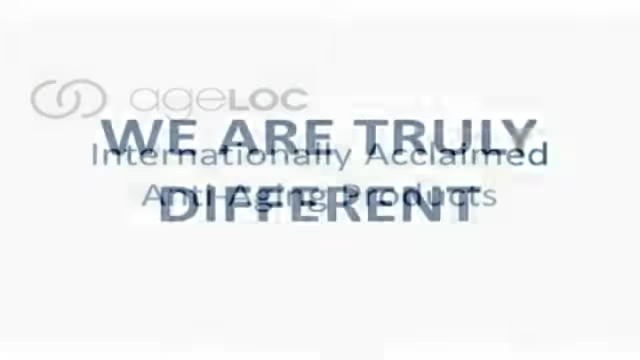 ageLOC
WE ARE TRULY
Internationally Acclaimed
Anti-Aging Products
DIFFERENT